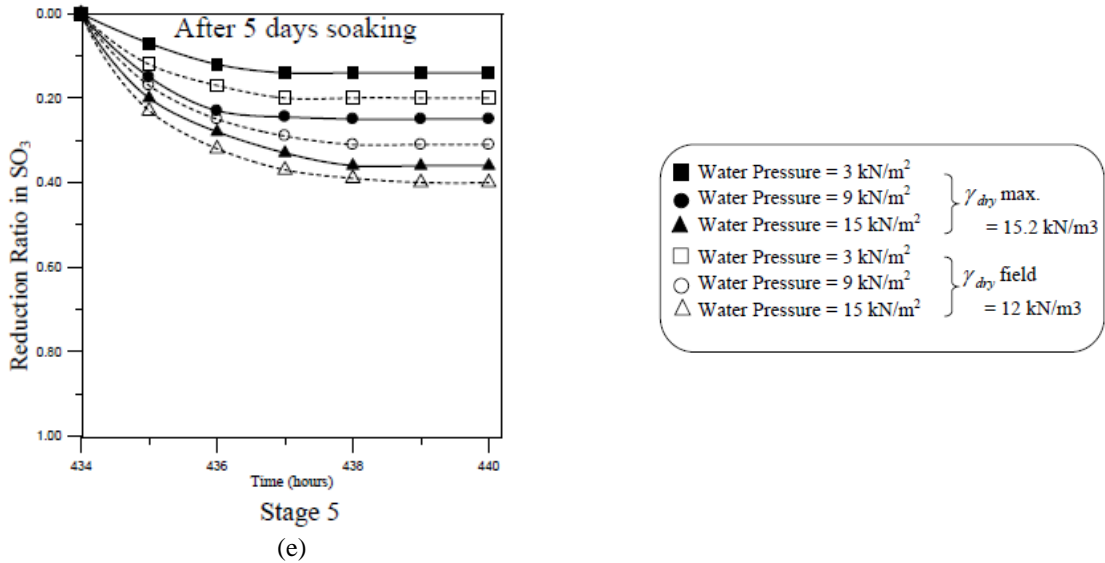 After 5 days soaking
Reduction Ratio in SO₃
0.00
0.20
0.40
0.60
0.80
1.00
434
436
438
440
Time (hours)
Stage 5
(e)
Water Pressure = 3 kN/m²
Water Pressure = 9 kN/m²
Water Pressure = 15 kN/m²
γ dry max.
= 15.2 kN/m3
Water Pressure = 3 kN/m²
Water Pressure = 9 kN/m²
Water Pressure = 15 kN/m²
γ dry field
= 12 kN/m3